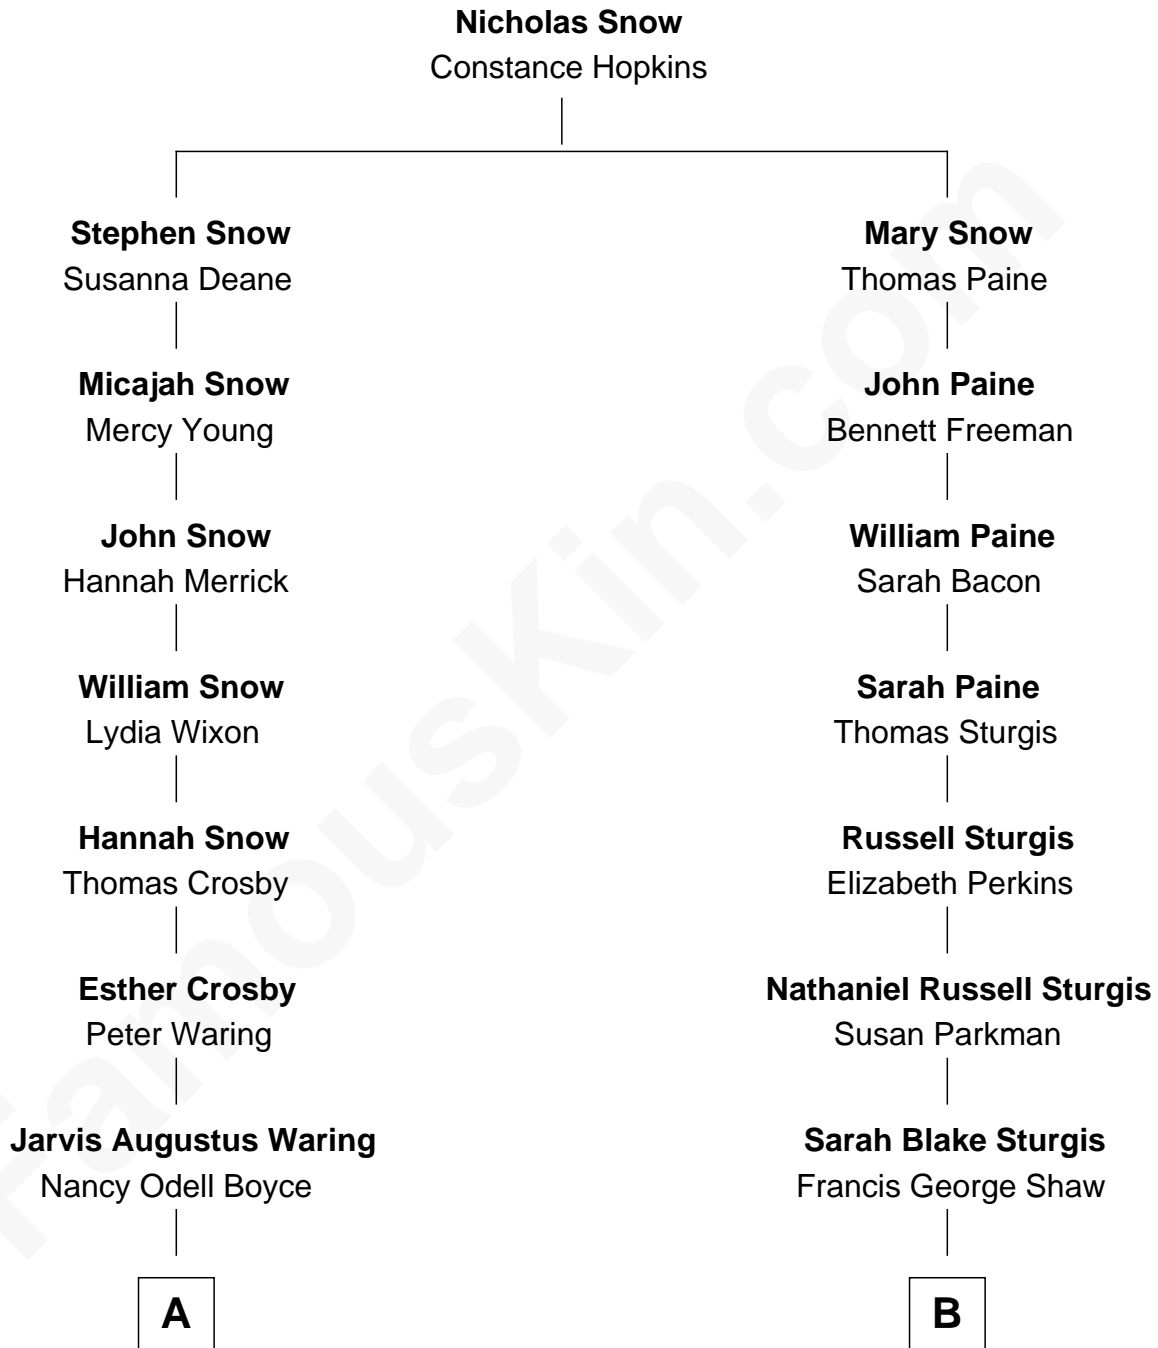 Nicholas Snow
Constance Hopkins
Stephen Snow
Susanna Deane
Mary Snow
Thomas Paine
Micajah Snow
Mercy Young
John Paine
Bennett Freeman
John Snow
Hannah Merrick
William Paine
Sarah Bacon
William Snow
Lydia Wixon
Sarah Paine
Thomas Sturgis
Hannah Snow
Thomas Crosby
Russell Sturgis
Elizabeth Perkins
Esther Crosby
Peter Waring
Nathaniel Russell Sturgis
Susan Parkman
Jarvis Augustus Waring
Nancy Odell Boyce
Sarah Blake Sturgis
Francis George Shaw
A
B
FamousKin.com